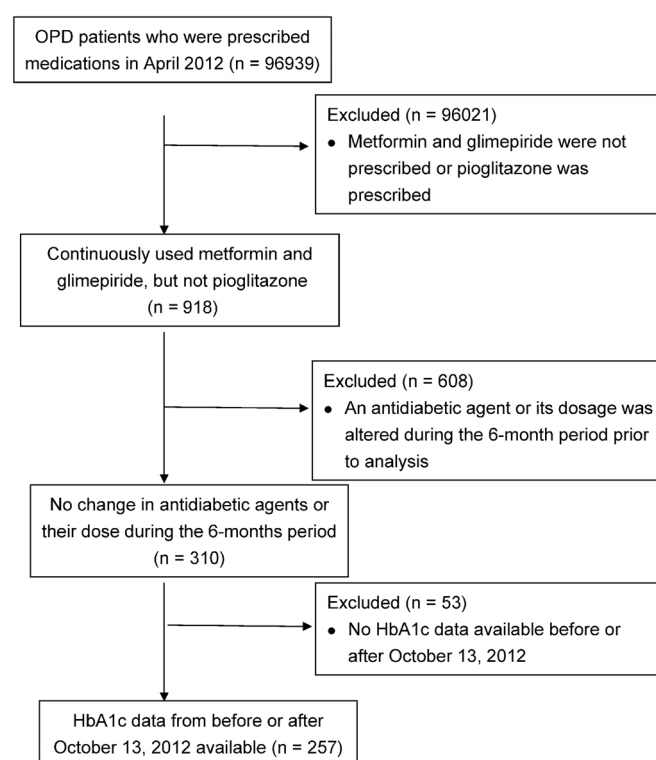 OPD patients who were prescribed
medications in April 2012 (n = 96939)
Excluded (n = 96021)
● Metformin and glimepiride were not
prescribed or pioglitazone was
prescribed
Continuously used metformin and
glimepiride, but not pioglitazone
(n = 918)
Excluded (n = 608)
● An antidiabetic agent or its dosage was
altered during the 6-month period prior
to analysis
No change in antidiabetic agents or
their dose during the 6-months period
(n = 310)
Excluded (n = 53)
● No HbA1c data available before or
after October 13, 2012
HbA1c data from before or after
October 13, 2012 available (n = 257)